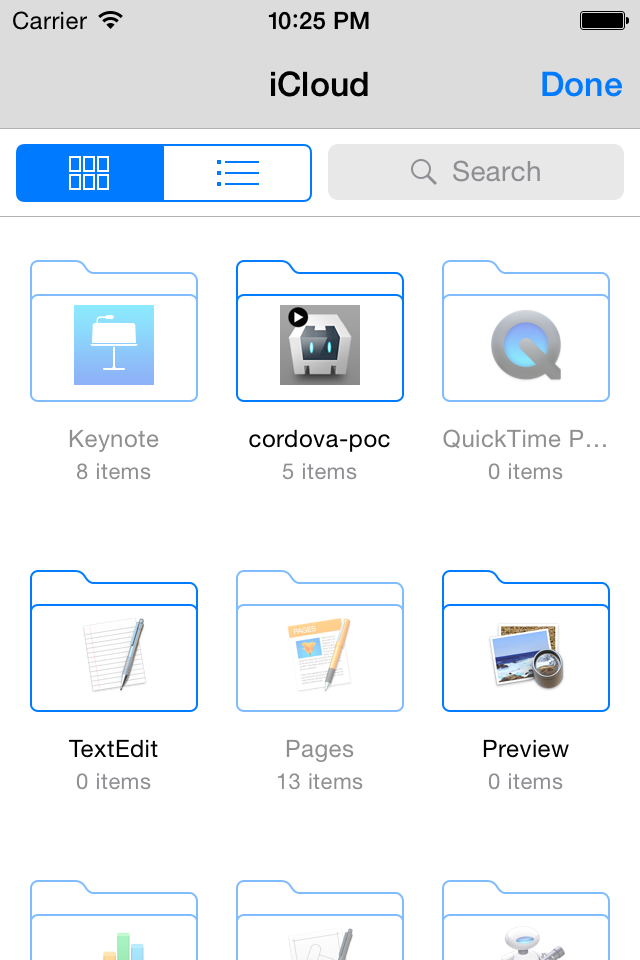 Carrier 10:25 PM
iCloud Done
Search
Keynote cordova-poc QuickTime P...
8 items 5 items 0 items
PAGES
TextEdit Pages Preview
0 items 13 items 0 items